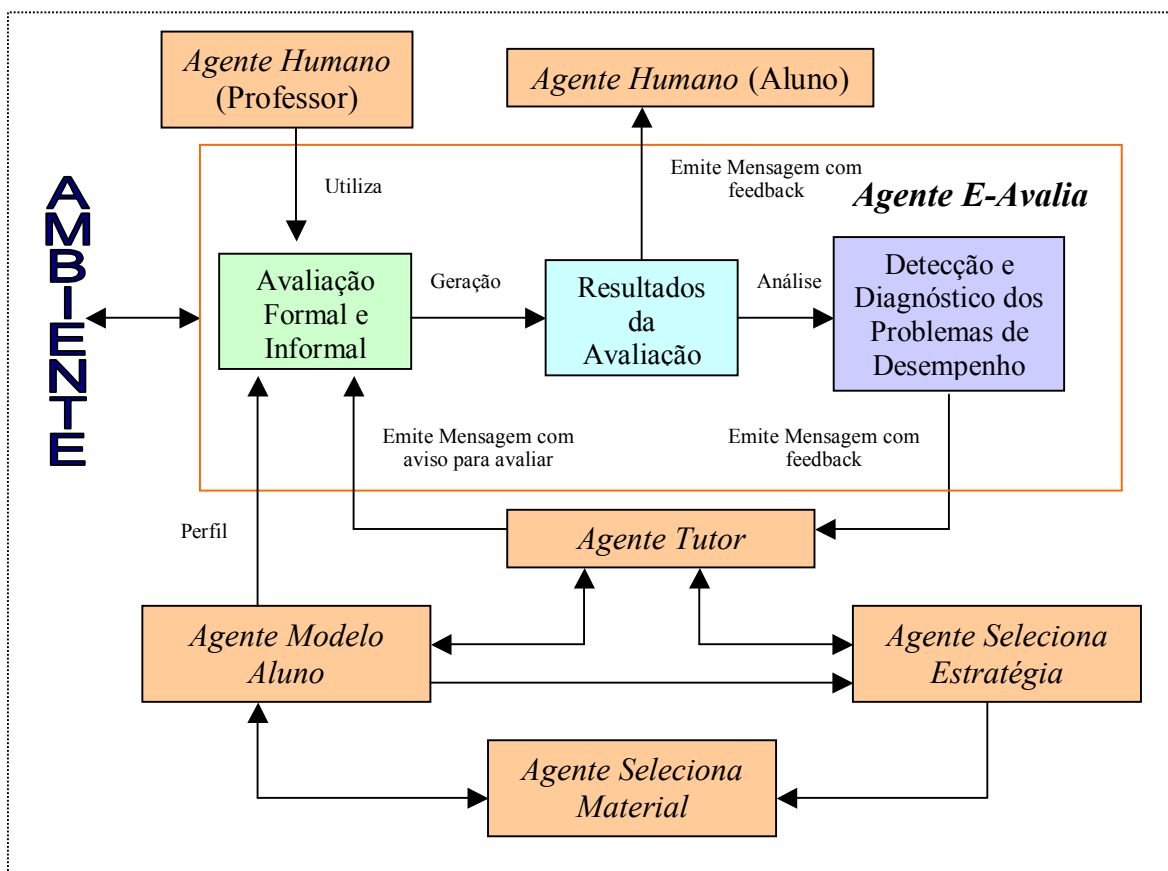 Agente Humano
(Professor)
Agente Humano (Aluno)
Utiliza
Emite Mensagem com
feedback
Agente E-Avalia
AMBIENTE
Avaliação
Formal e
Informal
Geração
Resultados
da
Avaliação
Análise
Detecção e
Diagnóstico dos
Problemas de
Desempenho
Emite Mensagem com
aviso para avaliar
Emite Mensagem com
feedback
Perfil
Agente Tutor
Agente Modelo
Aluno
Agente Seleciona
Estratégia
Agente Seleciona
Material